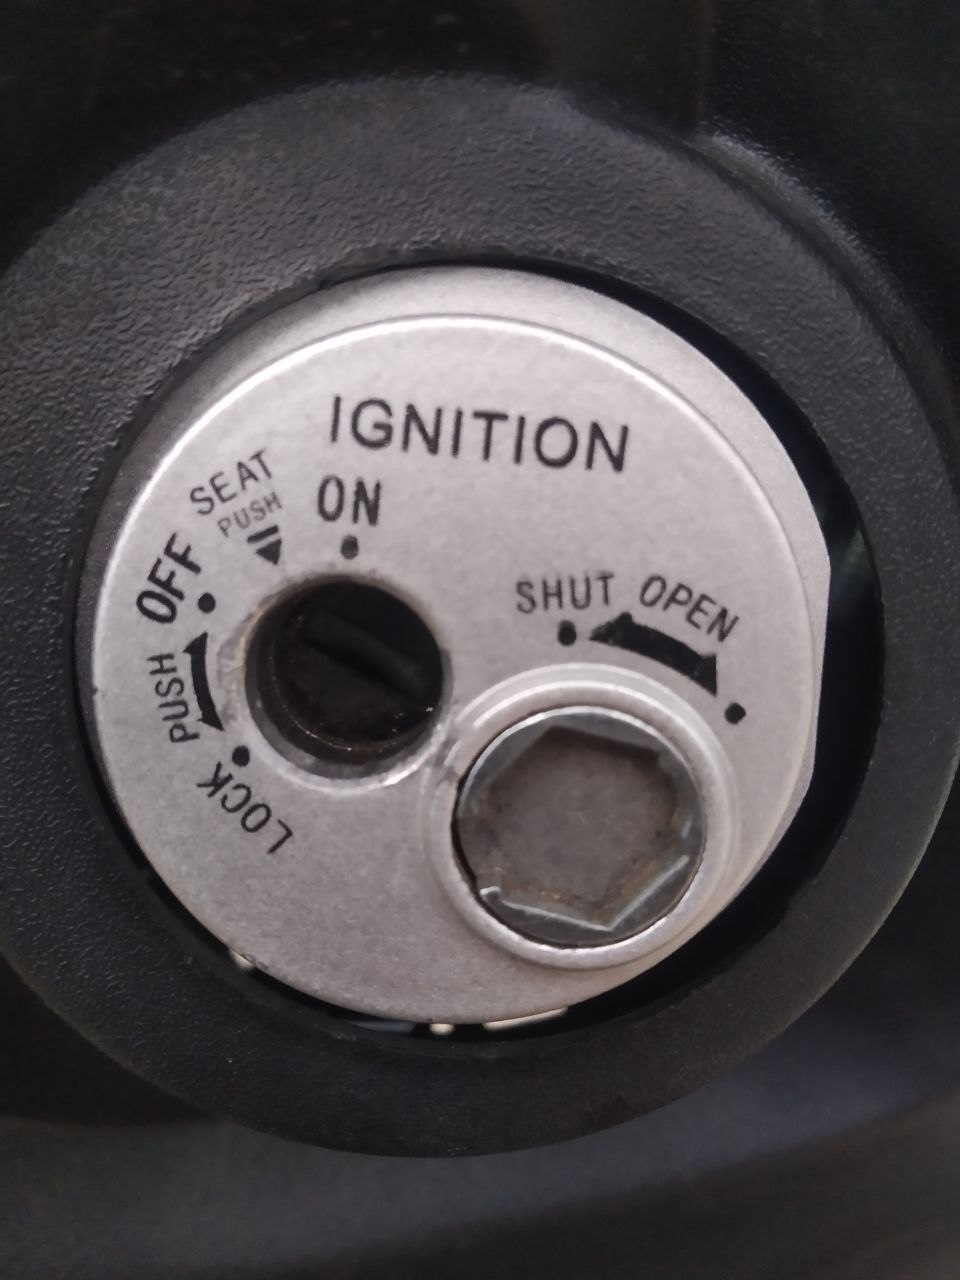 IGNITION
ON
SEAT
PUSH
OFF
PUSH
LOCK
SHUT OPEN